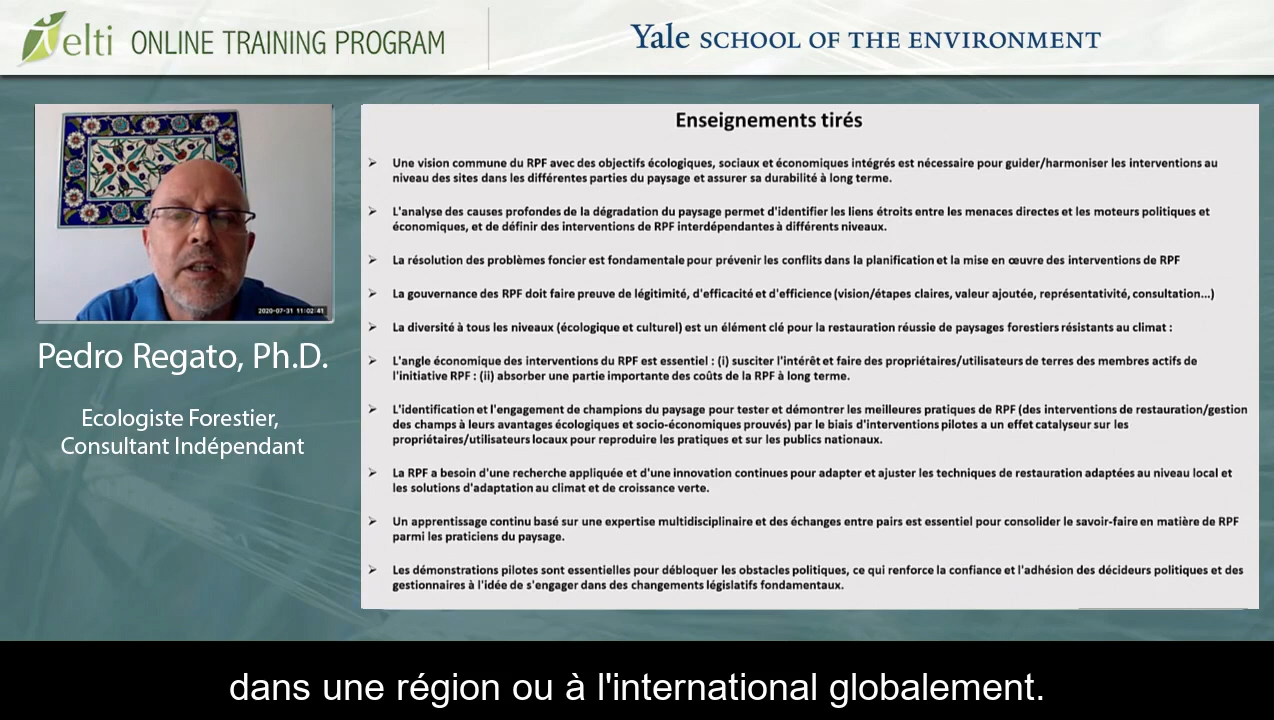 elti ONLINE TRAINING PROGRAM
Yale SCHOOL OF THE ENVIRONMENT
2020-07-31 11:02:41
Pedro Regato, Ph.D.
Ecologiste Forestier,
Consultant Indépendant
Enseignements tirés
Une vision commune du RPF avec des objectifs écologiques, sociaux et économiques intégrés est nécessaire pour guider/harmoniser les interventions au
niveau des sites dans les différentes parties du paysage et assurer sa durabilité à long terme.
L'analyse des causes profondes de la dégradation du paysage permet d'identifier les liens étroits entre les menaces directes et les moteurs politiques et
économiques, et de définir des interventions de RPF interdépendantes à différents niveaux.
La résolution des problèmes foncier est fondamentale pour prévenir les conflits dans la planification et la mise en œuvre des interventions de RPF
La gouvernance des RPF doit faire preuve de légitimité, d'efficacité et d'efficience (vision/étapes claires, valeur ajoutée, représentativité, consultation...)
La diversité à tous les niveaux (écologique et culturel) est un élément clé pour la restauration réussie de paysages forestiers résistants au climat :
L'angle économique des interventions du RPF est essentiel : (i) susciter l'intérêt et faire des propriétaires/utilisateurs de terres des membres actifs de
l'initiative RPF : (ii) absorber une partie importante des coûts de la RPF à long terme.
L'identification et l'engagement de champions du paysage pour tester et démontrer les meilleures pratiques de RPF (des interventions de restauration/gestion
des champs à leurs avantages écologiques et socio-économiques prouvés) par le biais d'interventions pilotes a un effet catalyseur sur les
propriétaires/utilisateurs locaux pour reproduire les pratiques et sur les publics nationaux.
La RPF a besoin d'une recherche appliquée et d'une innovation continues pour adapter et ajuster les techniques de restauration adaptées au niveau local et
les solutions d'adaptation au climat et de croissance verte.
Un apprentissage continu basé sur une expertise multidisciplinaire et des échanges entre pairs est essentiel pour consolider le savoir-faire en matière de RPF
parmi les praticiens du paysage.
Les démonstrations pilotes sont essentielles pour débloquer les obstacles politiques, ce qui renforce la confiance et l'adhésion des décideurs politiques et des
gestionnaires à l'idée de s'engager dans des changements législatifs fondamentaux.
dans une région ou à l'international globalement.